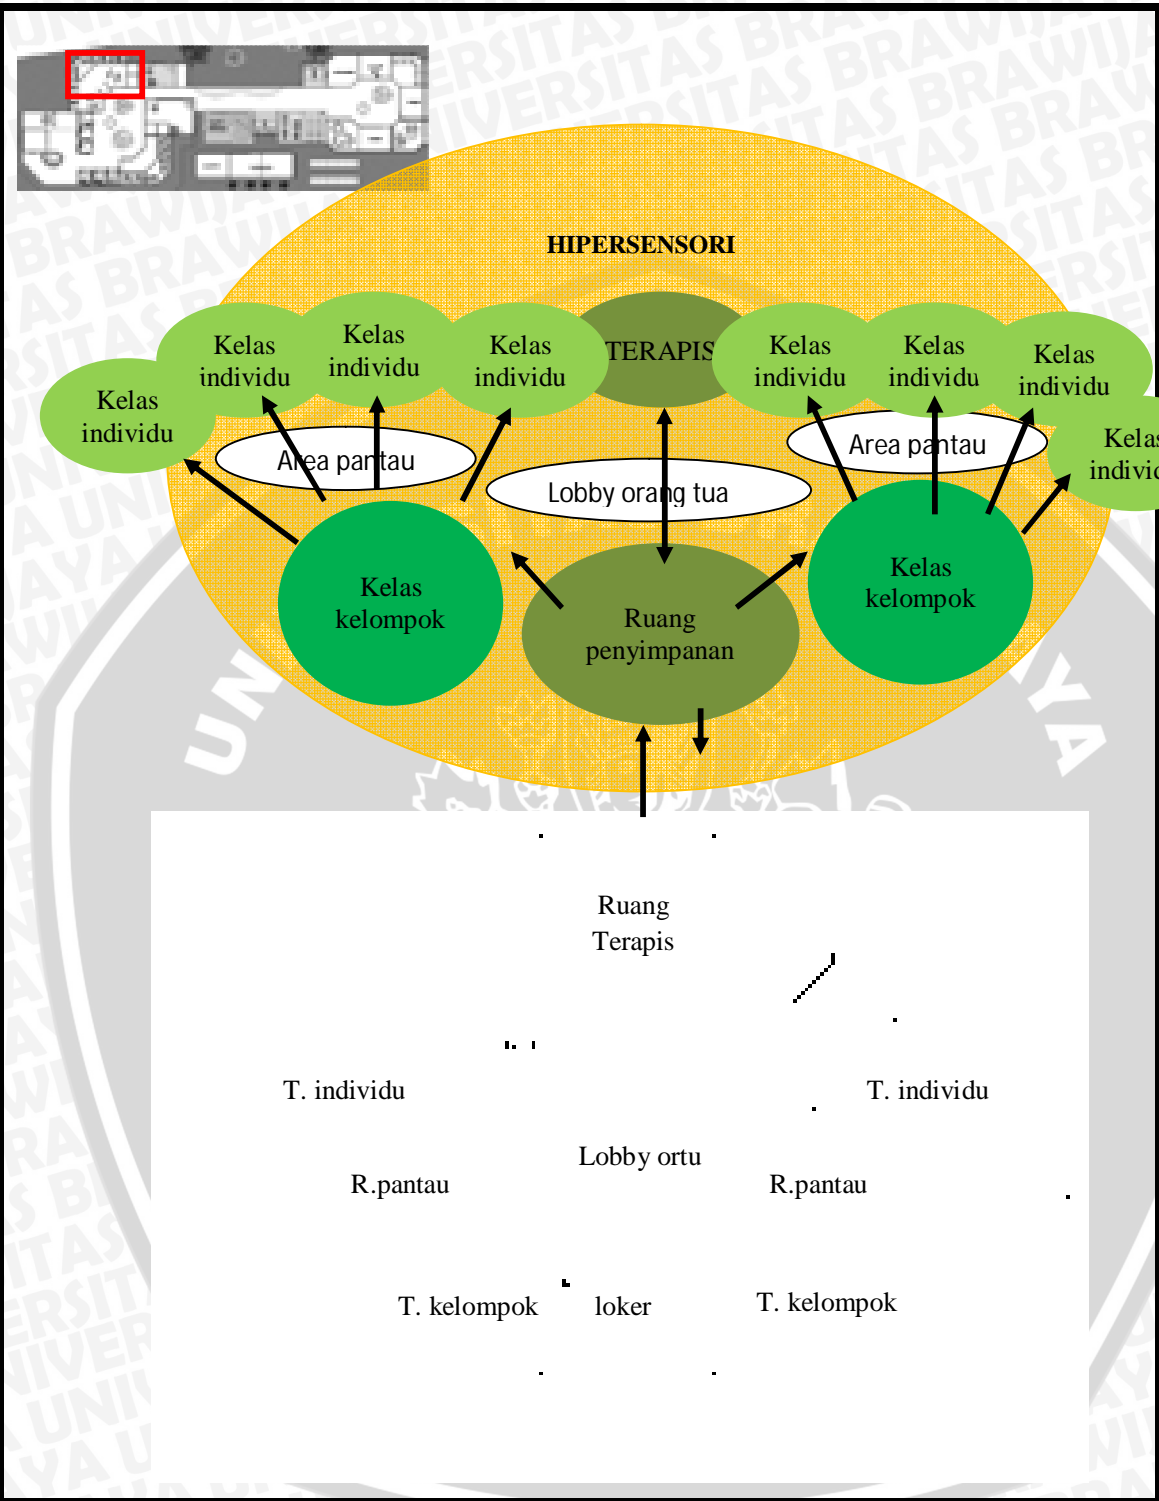 HIPERSENSORI
Kelas
individu
Kelas
individu
Kelas
individu
Kelas
individu
TERAPIS
Kelas
individu
Kelas
individu
Kelas
individu
Kelas
individ
Area pantau
Area pantau
Lobby orang tua
Kelas
kelompok
Ruang
penyimpanan
Kelas
kelompok
Ruang
Terapis
T. individu
T. individu
Lobby ortu
R.pantau
R.pantau
T. kelompok
loker
T. kelompok